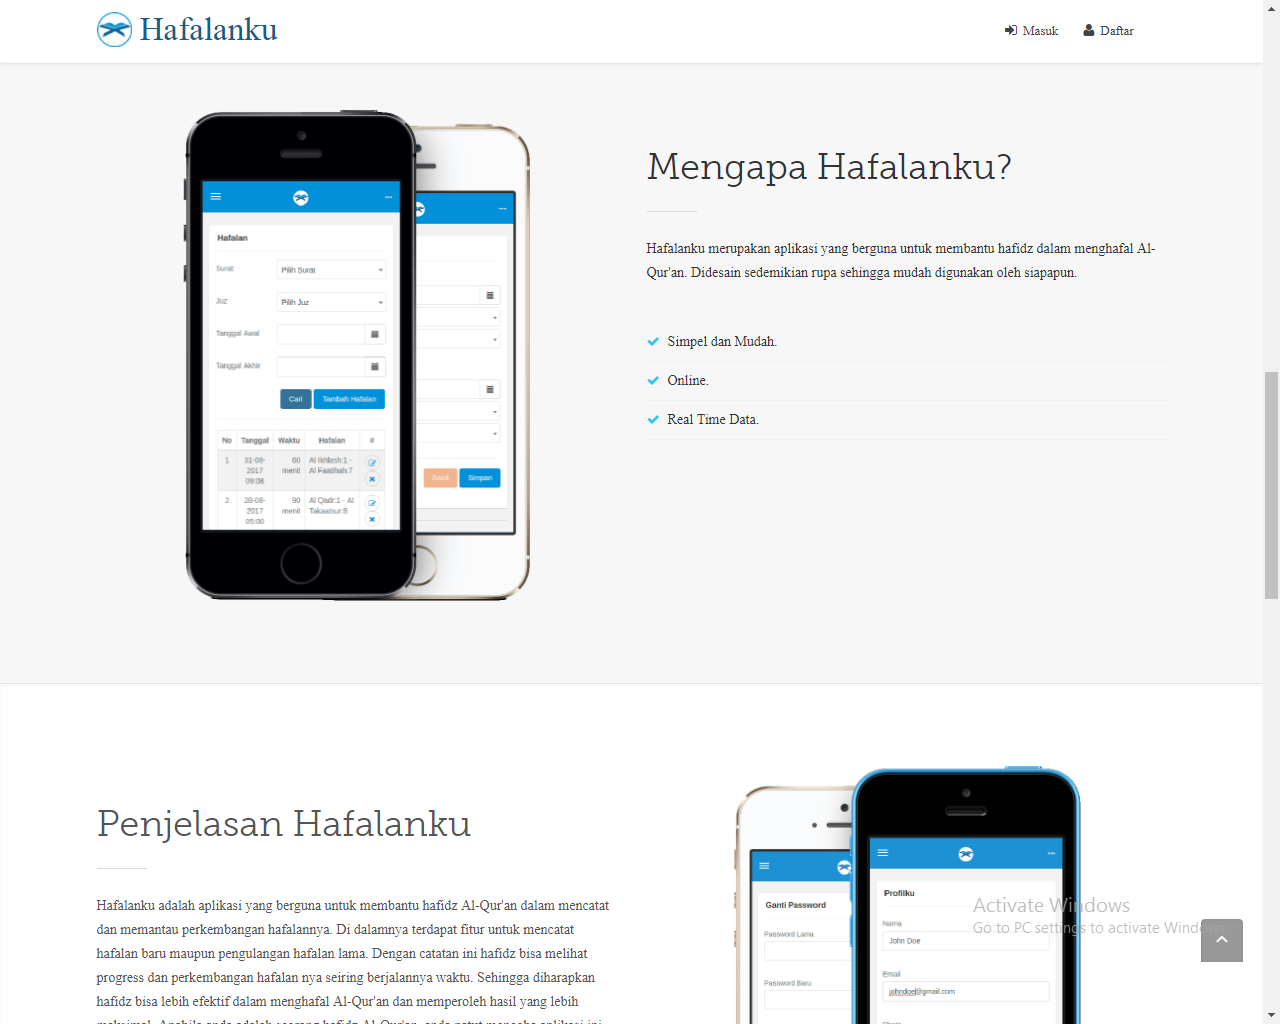 Hafalanku
Masuk
Daftar
Hafalan
Surat
Pilih Surat
Juz
Pilih Juz
Tanggal Awal
Tanggal Akhir
Cari
Tambah Hafalan
No Tanggal Waktu Hafalan #
1 31-08-2017 09:08 60 menit Al Ikhlash:1 - Al Faatihah:7
2 28-08-2017 05:00 90 menit Al Qadr:1 - At Takaatsur:8
Batal
Simpan
Mengapa Hafalanku?
Hafalanku merupakan aplikasi yang berguna untuk membantu hafidz dalam menghafal Al-
Qur'an. Didesain sedemikian rupa sehingga mudah digunakan oleh siapapun.
Simpel dan Mudah.
Online.
Real Time Data.
Penjelasan Hafalanku
Hafalanku adalah aplikasi yang berguna untuk membantu hafidz Al-Qur'an dalam mencatat
dan memantau perkembangan hafalannya. Di dalamnya terdapat fitur untuk mencatat
hafalan baru maupun pengulangan hafalan lama. Dengan catatan ini hafidz bisa melihat
progress dan perkembangan hafalan nya seiring berjalannya waktu. Sehingga diharapkan
hafidz bisa lebih efektif dalam menghafal Al-Qur'an dan memperoleh hasil yang lebih
Ganti Password
Password Lama
Password Baru
Profilku
Nama
John Doe
Email
johndoe@gmail.com
Activate Windows
Go to PC settings to activate Windows.